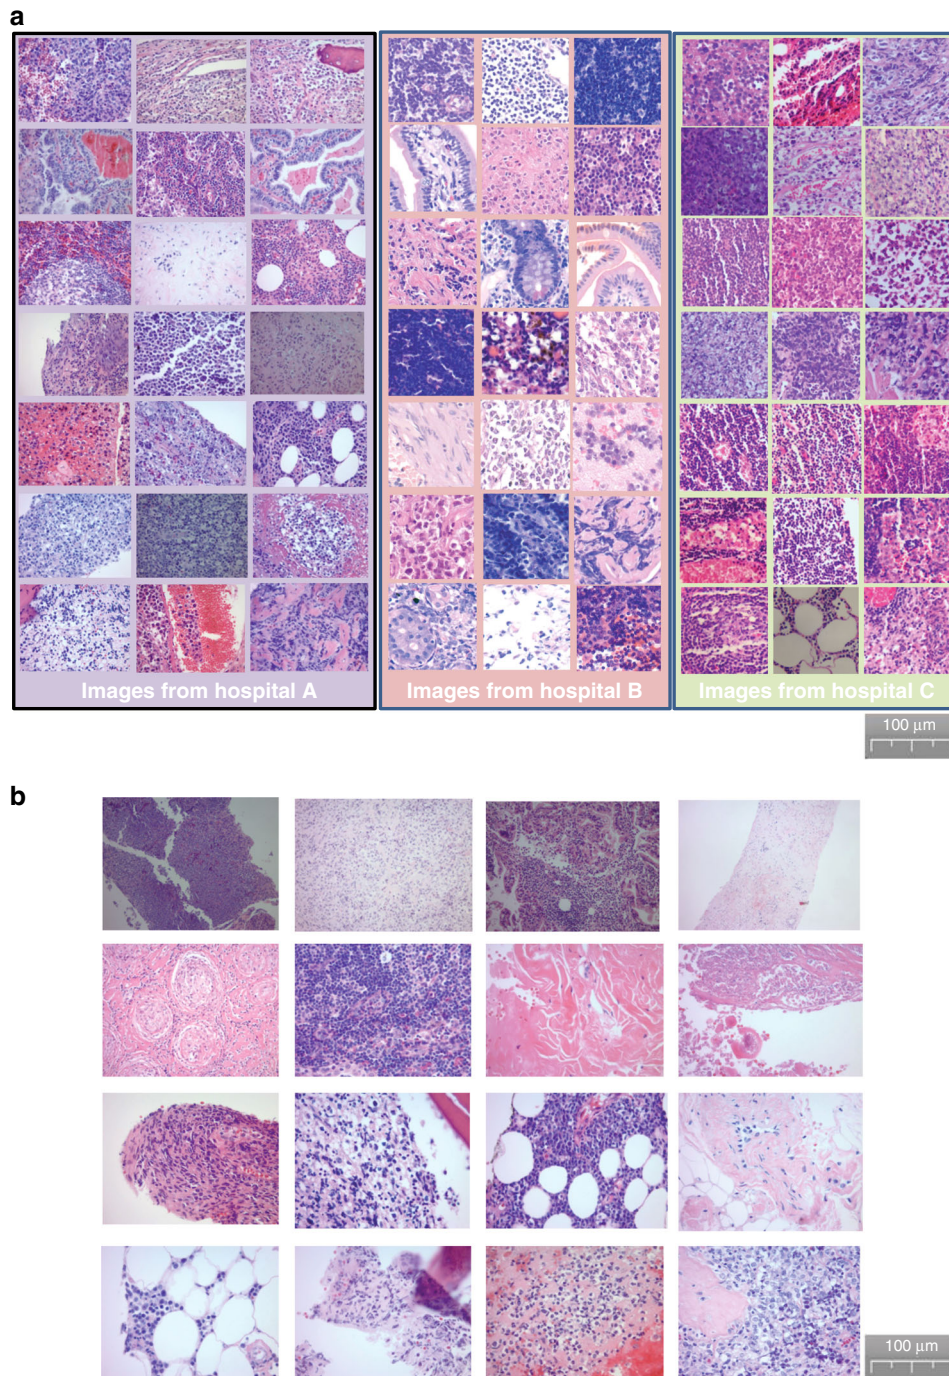 a
Images from hospital A
Images from hospital B
Images from hospital C
100 μm
b
100 μm